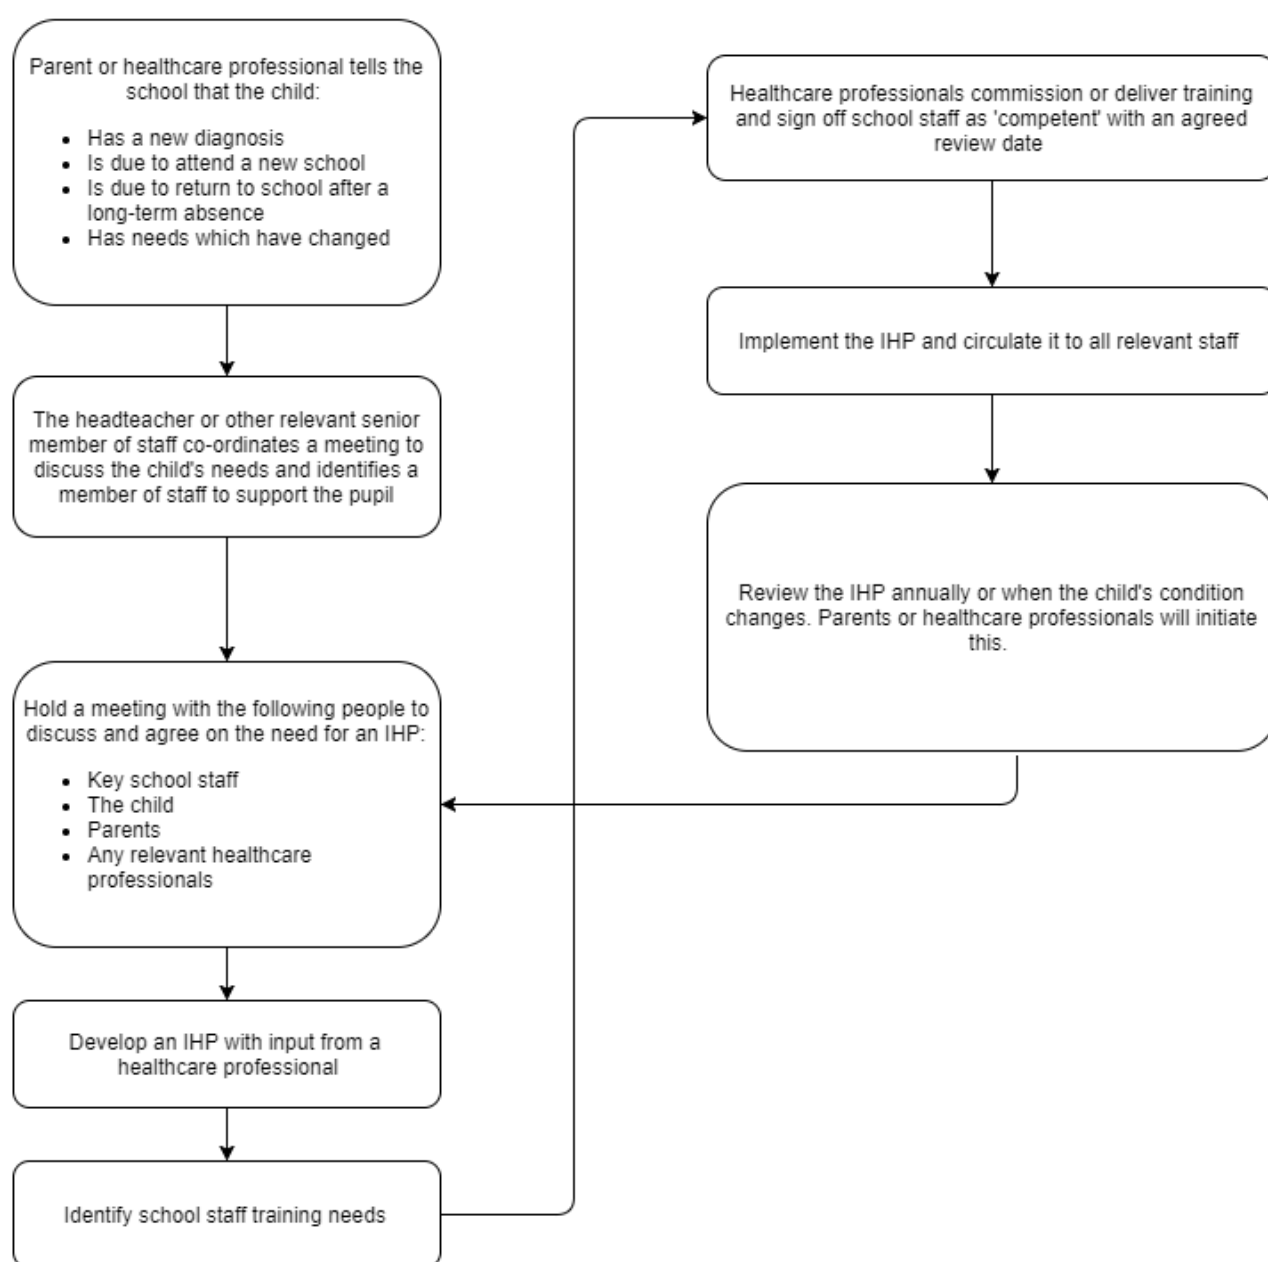 Parent or healthcare professional tells the
school that the child:
• Has a new diagnosis
• Is due to attend a new school
• Is due to return to school after a
long-term absence
• Has needs which have changed
The headteacher or other relevant senior
member of staff co-ordinates a meeting to
discuss the child's needs and identifies a
member of staff to support the pupil
Hold a meeting with the following people to
discuss and agree on the need for an IHP:
• Key school staff
• The child
• Parents
• Any relevant healthcare
professionals
Develop an IHP with input from a
healthcare professional
Identify school staff training needs
Healthcare professionals commission or deliver training
and sign off school staff as 'competent' with an agreed
review date
Implement the IHP and circulate it to all relevant staff
Review the IHP annually or when the child's condition
changes. Parents or healthcare professionals will initiate
this.